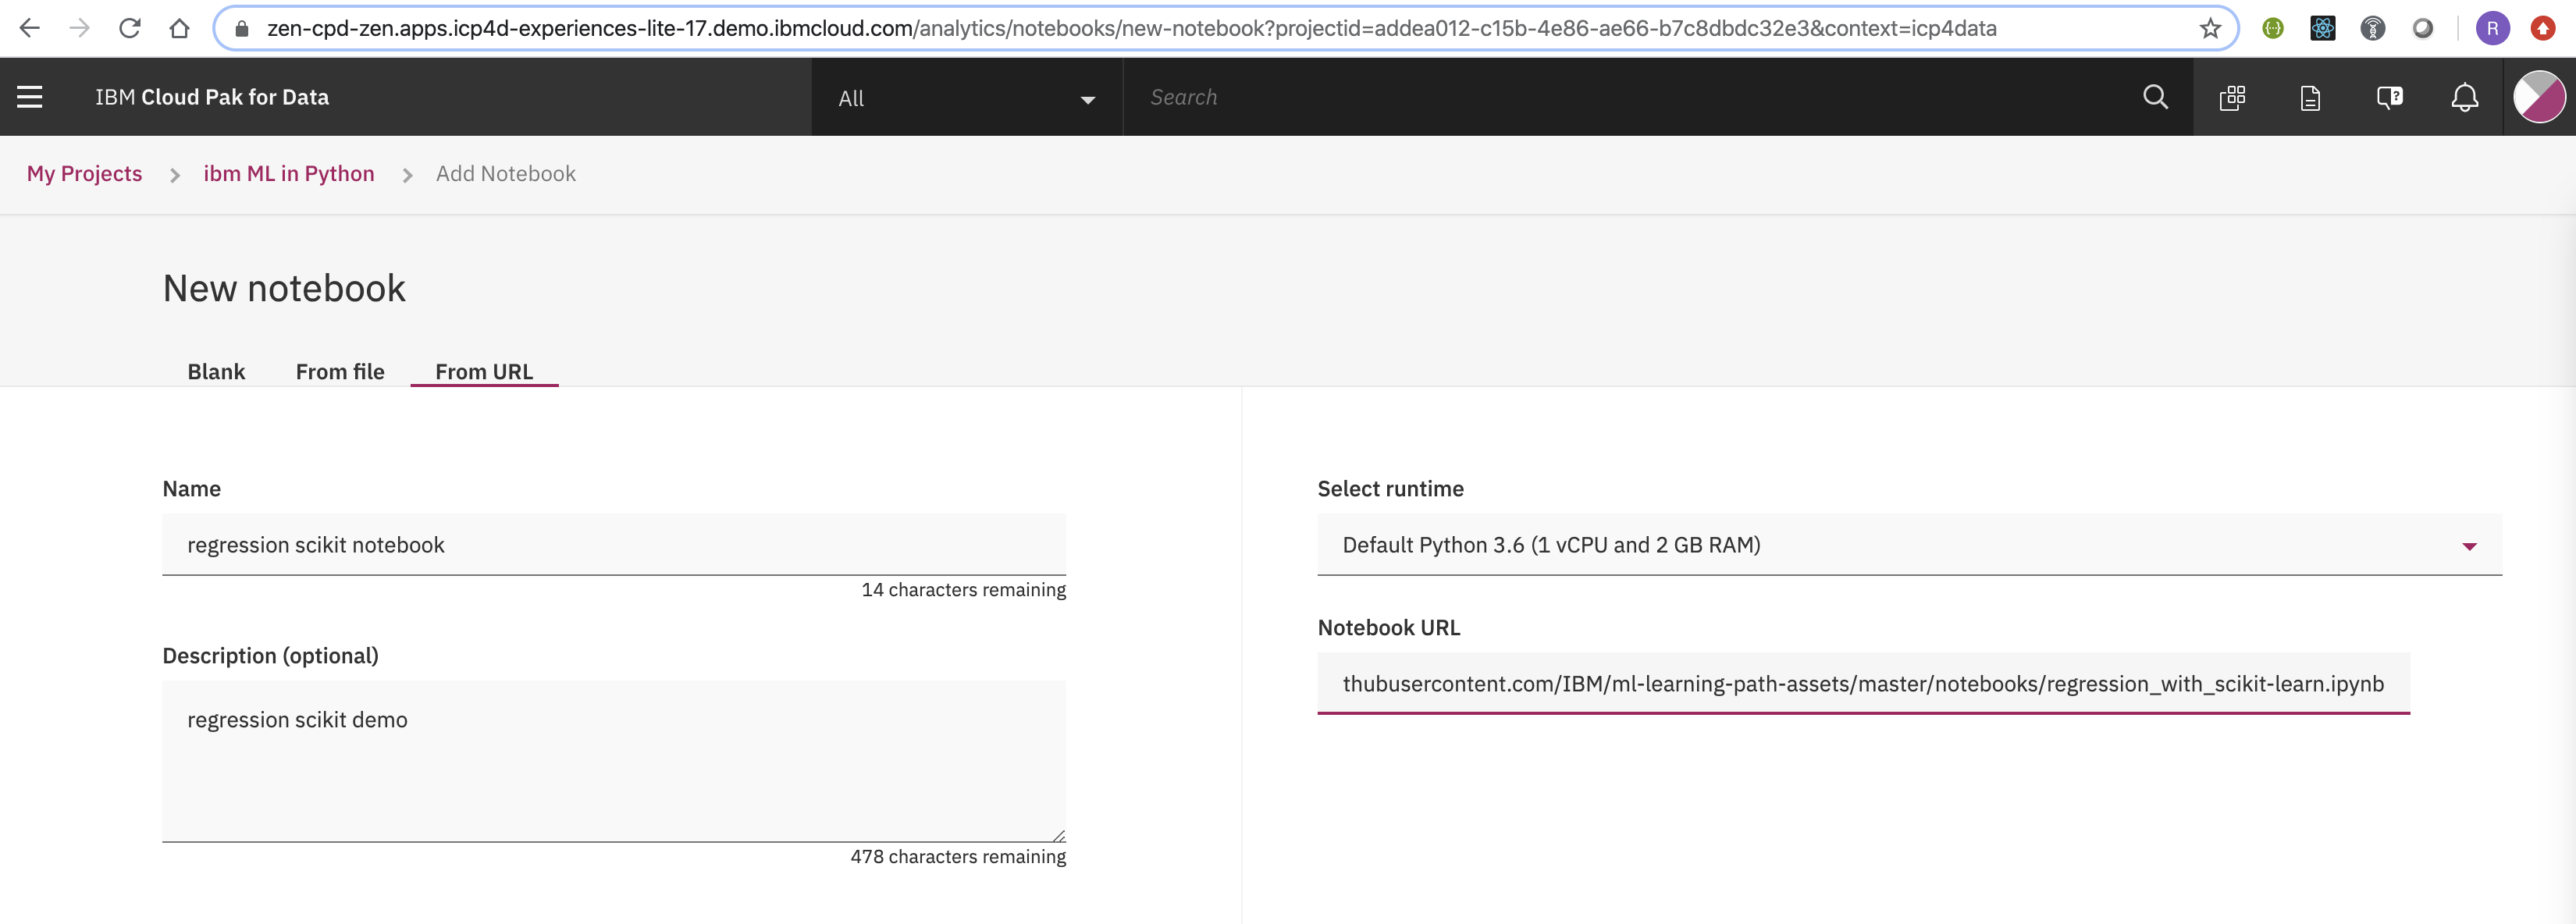 zen-cpd-zen.apps.icp4d-experiences-lite-17.demo.ibmcloud.com/analytics/notebooks/new-notebook?projectid=addea012-c15b-4e86-ae66-b7c8dbdc32e3&context=icp4data
R
IBM Cloud Pak for Data
All
Search
My Projects > ibm ML in Python > Add Notebook
New notebook
Blank From file From URL
Name
regression scikit notebook
14 characters remaining
Description (optional)
regression scikit demo
478 characters remaining
Select runtime
Default Python 3.6 (1 vCPU and 2 GB RAM)
Notebook URL
thubusercontent.com/IBM/ml-learning-path-assets/master/notebooks/regression_with_scikit-learn.ipynb